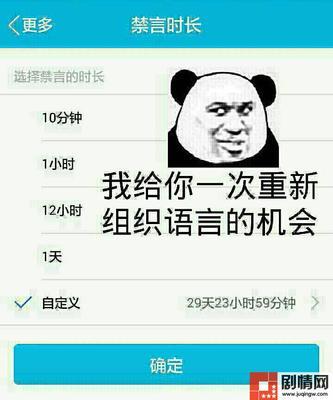 更多
禁言时长
选择禁言的时长
10分钟
1小时
我给你一次重新
12小时
组织语言的机会
1天
自定义
29天23小时59分钟
确定
剧情网
www.juqingw.com